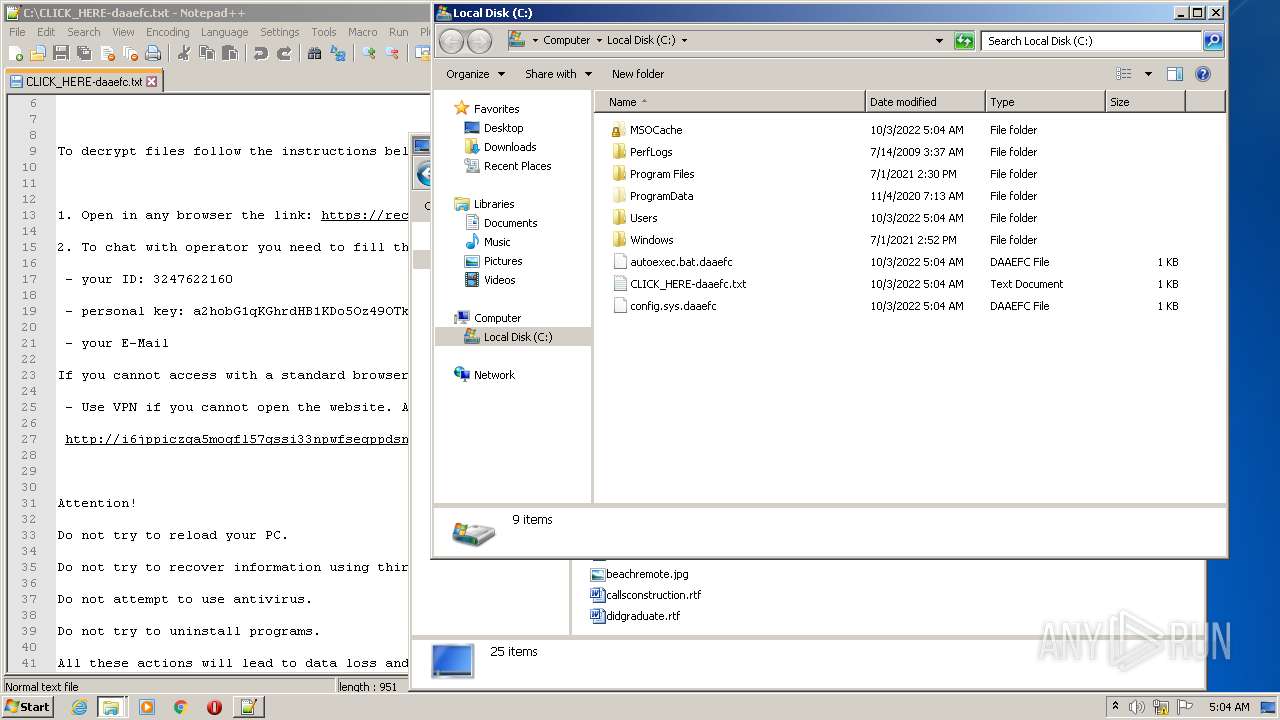 C:\CLICK_HERE-daaefc.txt - Notepad++
File Edit Search View Encoding Language Settings Tools Macro Run
CLICK_HERE-daaefc.txt
6
7
8
9
To decrypt files follow the instructions bel
10
11
12
13 1. Open in any browser the link: https://rec
14
15 2. To chat with operator you need to fill th
16
17 - your ID: 3247622160
18
19 - personal key: a2hobG1qKGhrdHB1KDo5Oz49OTk
20
21 - your E-Mail
22
23 If you cannot access with a standard browser
24
25 - Use VPN if you cannot open the website. A
26
27
28
29
30
31 Attention!
32
33 Do not try to reload your PC.
34
35 Do not try to recover information using thir
36
37 Do not attempt to use antivirus.
38
39 Do not try to uninstall programs.
40
41 All these actions will lead to data loss and
Normal text file length : 951
Local Disk (C:)
Computer Local Disk (C:) Search Local Disk (C:)
Organize Share with New folder
Favorites
Desktop
Downloads
Recent Places
Libraries
Documents
Music
Pictures
Videos
Computer
Local Disk (C:)
Network
Name Date modified Type Size
MSOCache 10/3/2022 5:04 AM File folder
PerfLogs 7/14/2009 3:37 AM File folder
Program Files 7/1/2021 2:30 PM File folder
ProgramData 11/4/2020 7:13 AM File folder
Users 10/3/2022 5:04 AM File folder
Windows 7/1/2021 2:52 PM File folder
autoexec.bat.daaefc 10/3/2022 5:04 AM DAAEFC File 1 KB
CLICK_HERE-daaefc.txt 10/3/2022 5:04 AM Text Document 1 KB
config.sys.daaefc 10/3/2022 5:04 AM DAAEFC File 1 KB
9 items
beachremote.jpg
callsconstruction.rtf
didgraduate.rtf
25 items
ANY RUN
Start 5:04 AM